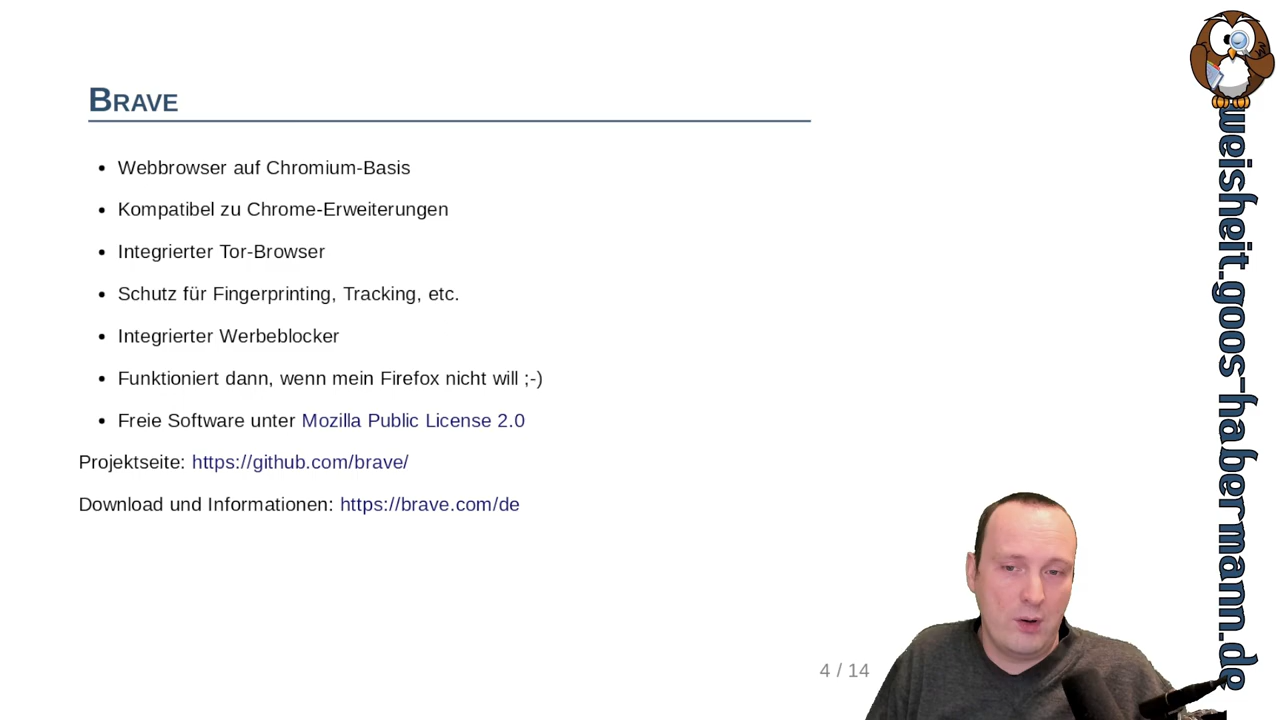 Brave
Webbrowser auf Chromium-Basis
Kompatibel zu Chrome-Erweiterungen
Integrierter Tor-Browser
Schutz für Fingerprinting, Tracking, etc.
Integrierter Werbeblocker
Funktioniert dann, wenn mein Firefox nicht will ;-)
Freie Software unter Mozilla Public License 2.0
Projektseite: https://github.com/brave/
Download und Informationen: https://brave.com/de
4 / 14
weisheit.goos-habermann.de